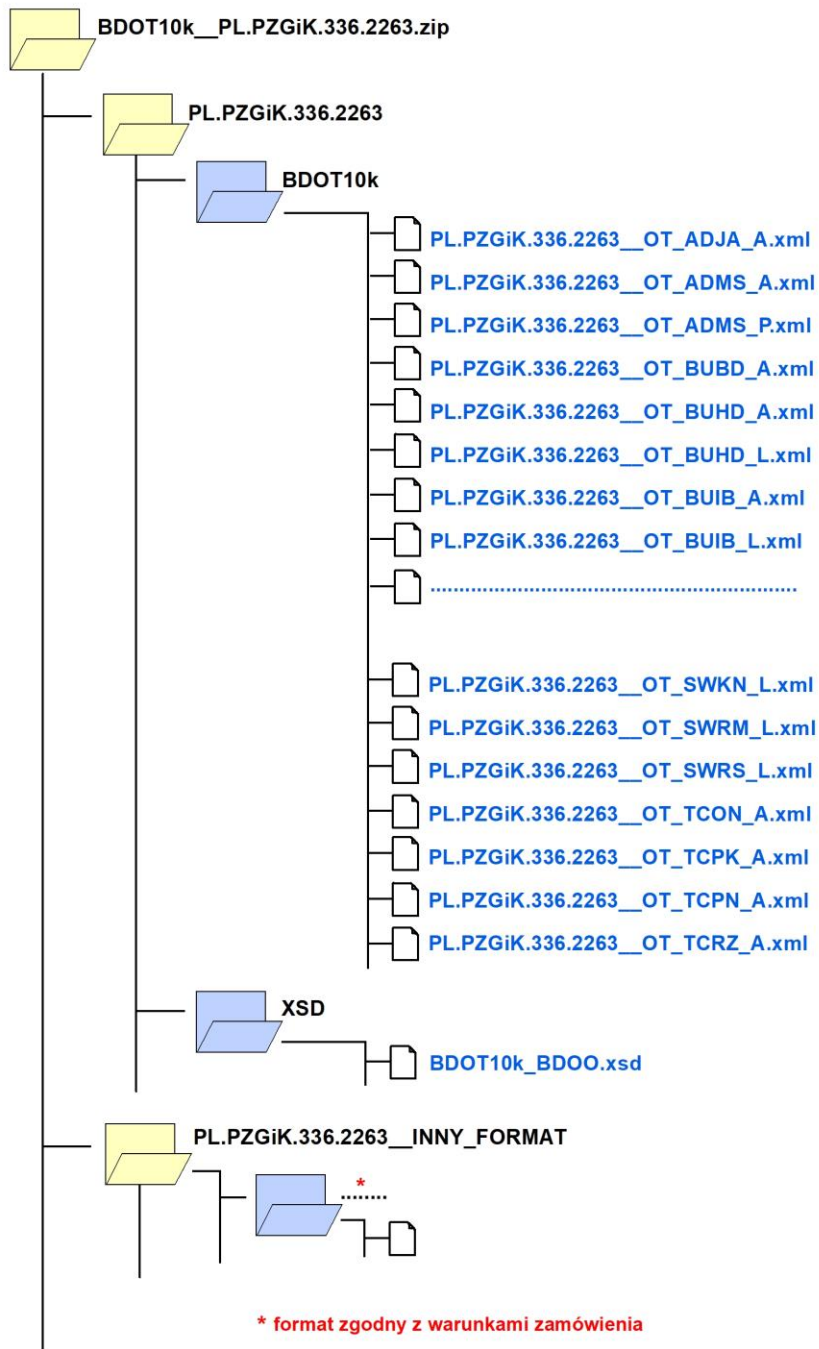 BDOT10k__PL.PZGiK.336.2263.zip
PL.PZGiK.336.2263
BDOT10k
PL.PZGiK.336.2263__OT_ADJA_A.xml
PL.PZGiK.336.2263__OT_ADMS_A.xml
PL.PZGiK.336.2263__OT_ADMS_P.xml
PL.PZGiK.336.2263__OT_BUBD_A.xml
PL.PZGiK.336.2263__OT_BUHD_A.xml
PL.PZGiK.336.2263__OT_BUHD_L.xml
PL.PZGiK.336.2263__OT_BUIB_A.xml
PL.PZGiK.336.2263__OT_BUIB_L.xml
...............................................................
PL.PZGiK.336.2263__OT_SWKN_L.xml
PL.PZGiK.336.2263__OT_SWRM_L.xml
PL.PZGiK.336.2263__OT_SWRS_L.xml
PL.PZGiK.336.2263__OT_TCON_A.xml
PL.PZGiK.336.2263__OT_TCPK_A.xml
PL.PZGiK.336.2263__OT_TCPN_A.xml
PL.PZGiK.336.2263__OT_TCRZ_A.xml
XSD
BDOT10k_BDOO.xsd
PL.PZGiK.336.2263__INNY_FORMAT
*
........
* format zgodny z warunkami zamówienia